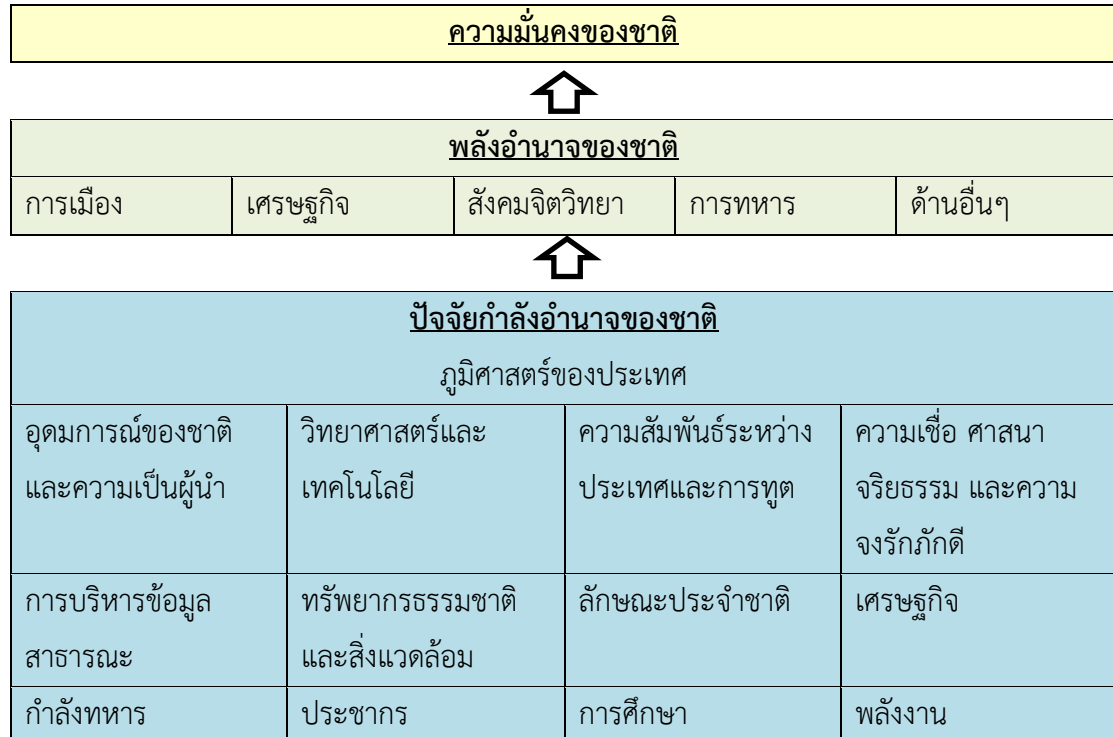 ความมั่นคงของชาติ
พลังอำนาจของชาติ
การเมือง
เศรษฐกิจ
สังคมจิตวิทยา
การทหาร
ด้านอื่นๆ
ปัจจัยกำลังอำนาจของชาติ
ภูมิศาสตร์ของประเทศ
อุดมการณ์ของชาติ
และความเป็นผู้นำ
วิทยาศาสตร์และ
เทคโนโลยี
ความสัมพันธ์ระหว่าง
ประเทศและการทูต
ความเชื่อ ศาสนา
จริยธรรม และความ
จงรักภักดี
การบริหารข้อมูล
สาธารณะ
ทรัพยากรธรรมชาติ
และสิ่งแวดล้อม
ลักษณะประจำชาติ
เศรษฐกิจ
กำลังทหาร
ประชากร
การศึกษา
พลังงาน